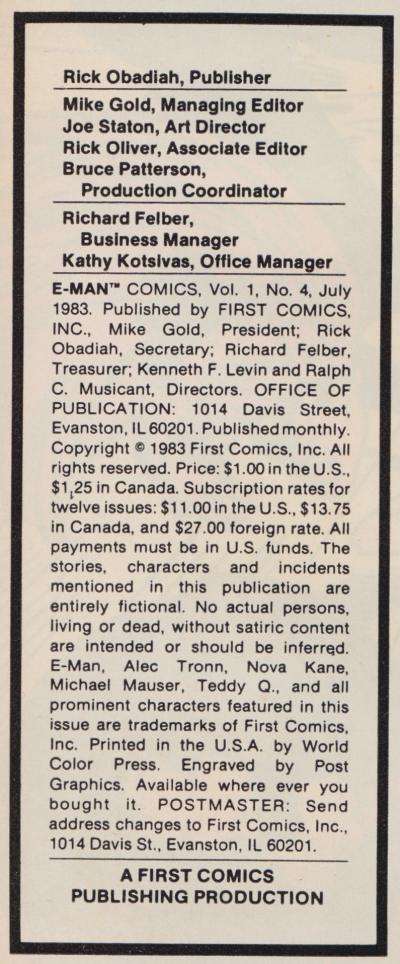 Rick Obadiah, Publisher
Mike Gold, Managing Editor
Joe Staton, Art Director
Rick Oliver, Associate Editor
Bruce Patterson,
Production Coordinator
Richard Felber,
Business Manager
Kathy Kotsivas, Office Manager
E-MAN™ COMICS, Vol. 1, No. 4, July
1983. Published by FIRST COMICS,
INC., Mike Gold, President; Rick
Obadiah, Secretary; Richard Felber,
Treasurer; Kenneth F. Levin and Ralph
C. Musicant, Directors. OFFICE OF
PUBLICATION: 1014 Davis Street,
Evanston, IL 60201. Published monthly.
Copyright © 1983 First Comics, Inc. All
rights reserved. Price: $1.00 in the U.S.,
$1,25 in Canada. Subscription rates for
twelve issues: $11.00 in the U.S., $13.75
in Canada, and $27.00 foreign rate. All
payments must be in U.S. funds. The
stories, characters and incidents
mentioned in this publication are
entirely fictional. No actual persons,
living or dead, without satiric content
are intended or should be inferred.
E-Man, Alec Tronn, Nova Kane,
Michael Mauser, Teddy Q., and all
prominent characters featured in this
issue are trademarks of First Comics,
Inc. Printed in the U.S.A. by World
Color Press. Engraved by Post
Graphics. Available where ever you
bought it. POSTMASTER: Send
address changes to First Comics, Inc.,
1014 Davis St., Evanston, IL 60201.
A FIRST COMICS
PUBLISHING PRODUCTION